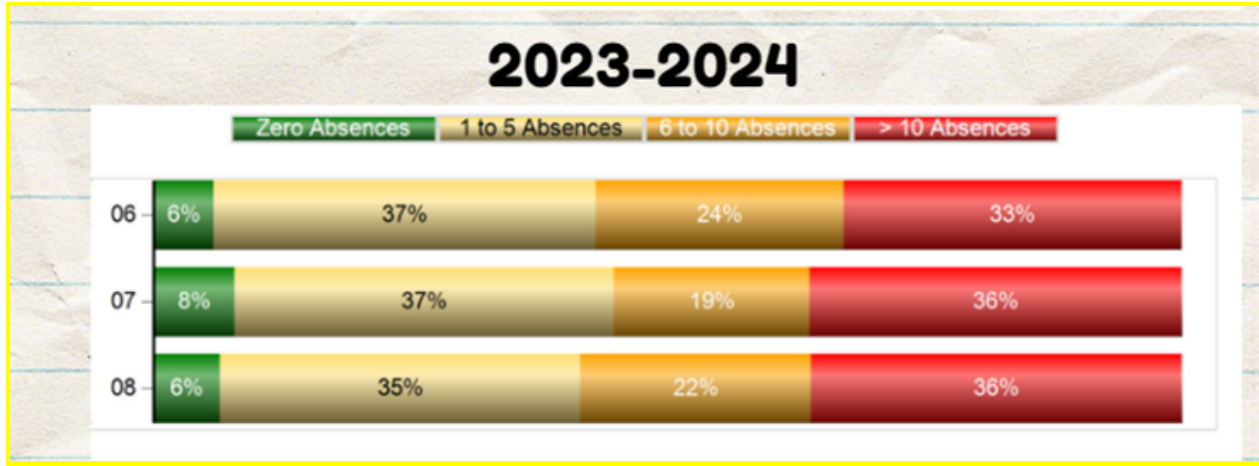 2023-2024
Zero Absences 1 to 5 Absences 6 to 10 Absences > 10 Absences
06 6% 37% 24% 33%
07 8% 37% 19% 36%
08 6% 35% 22% 36%